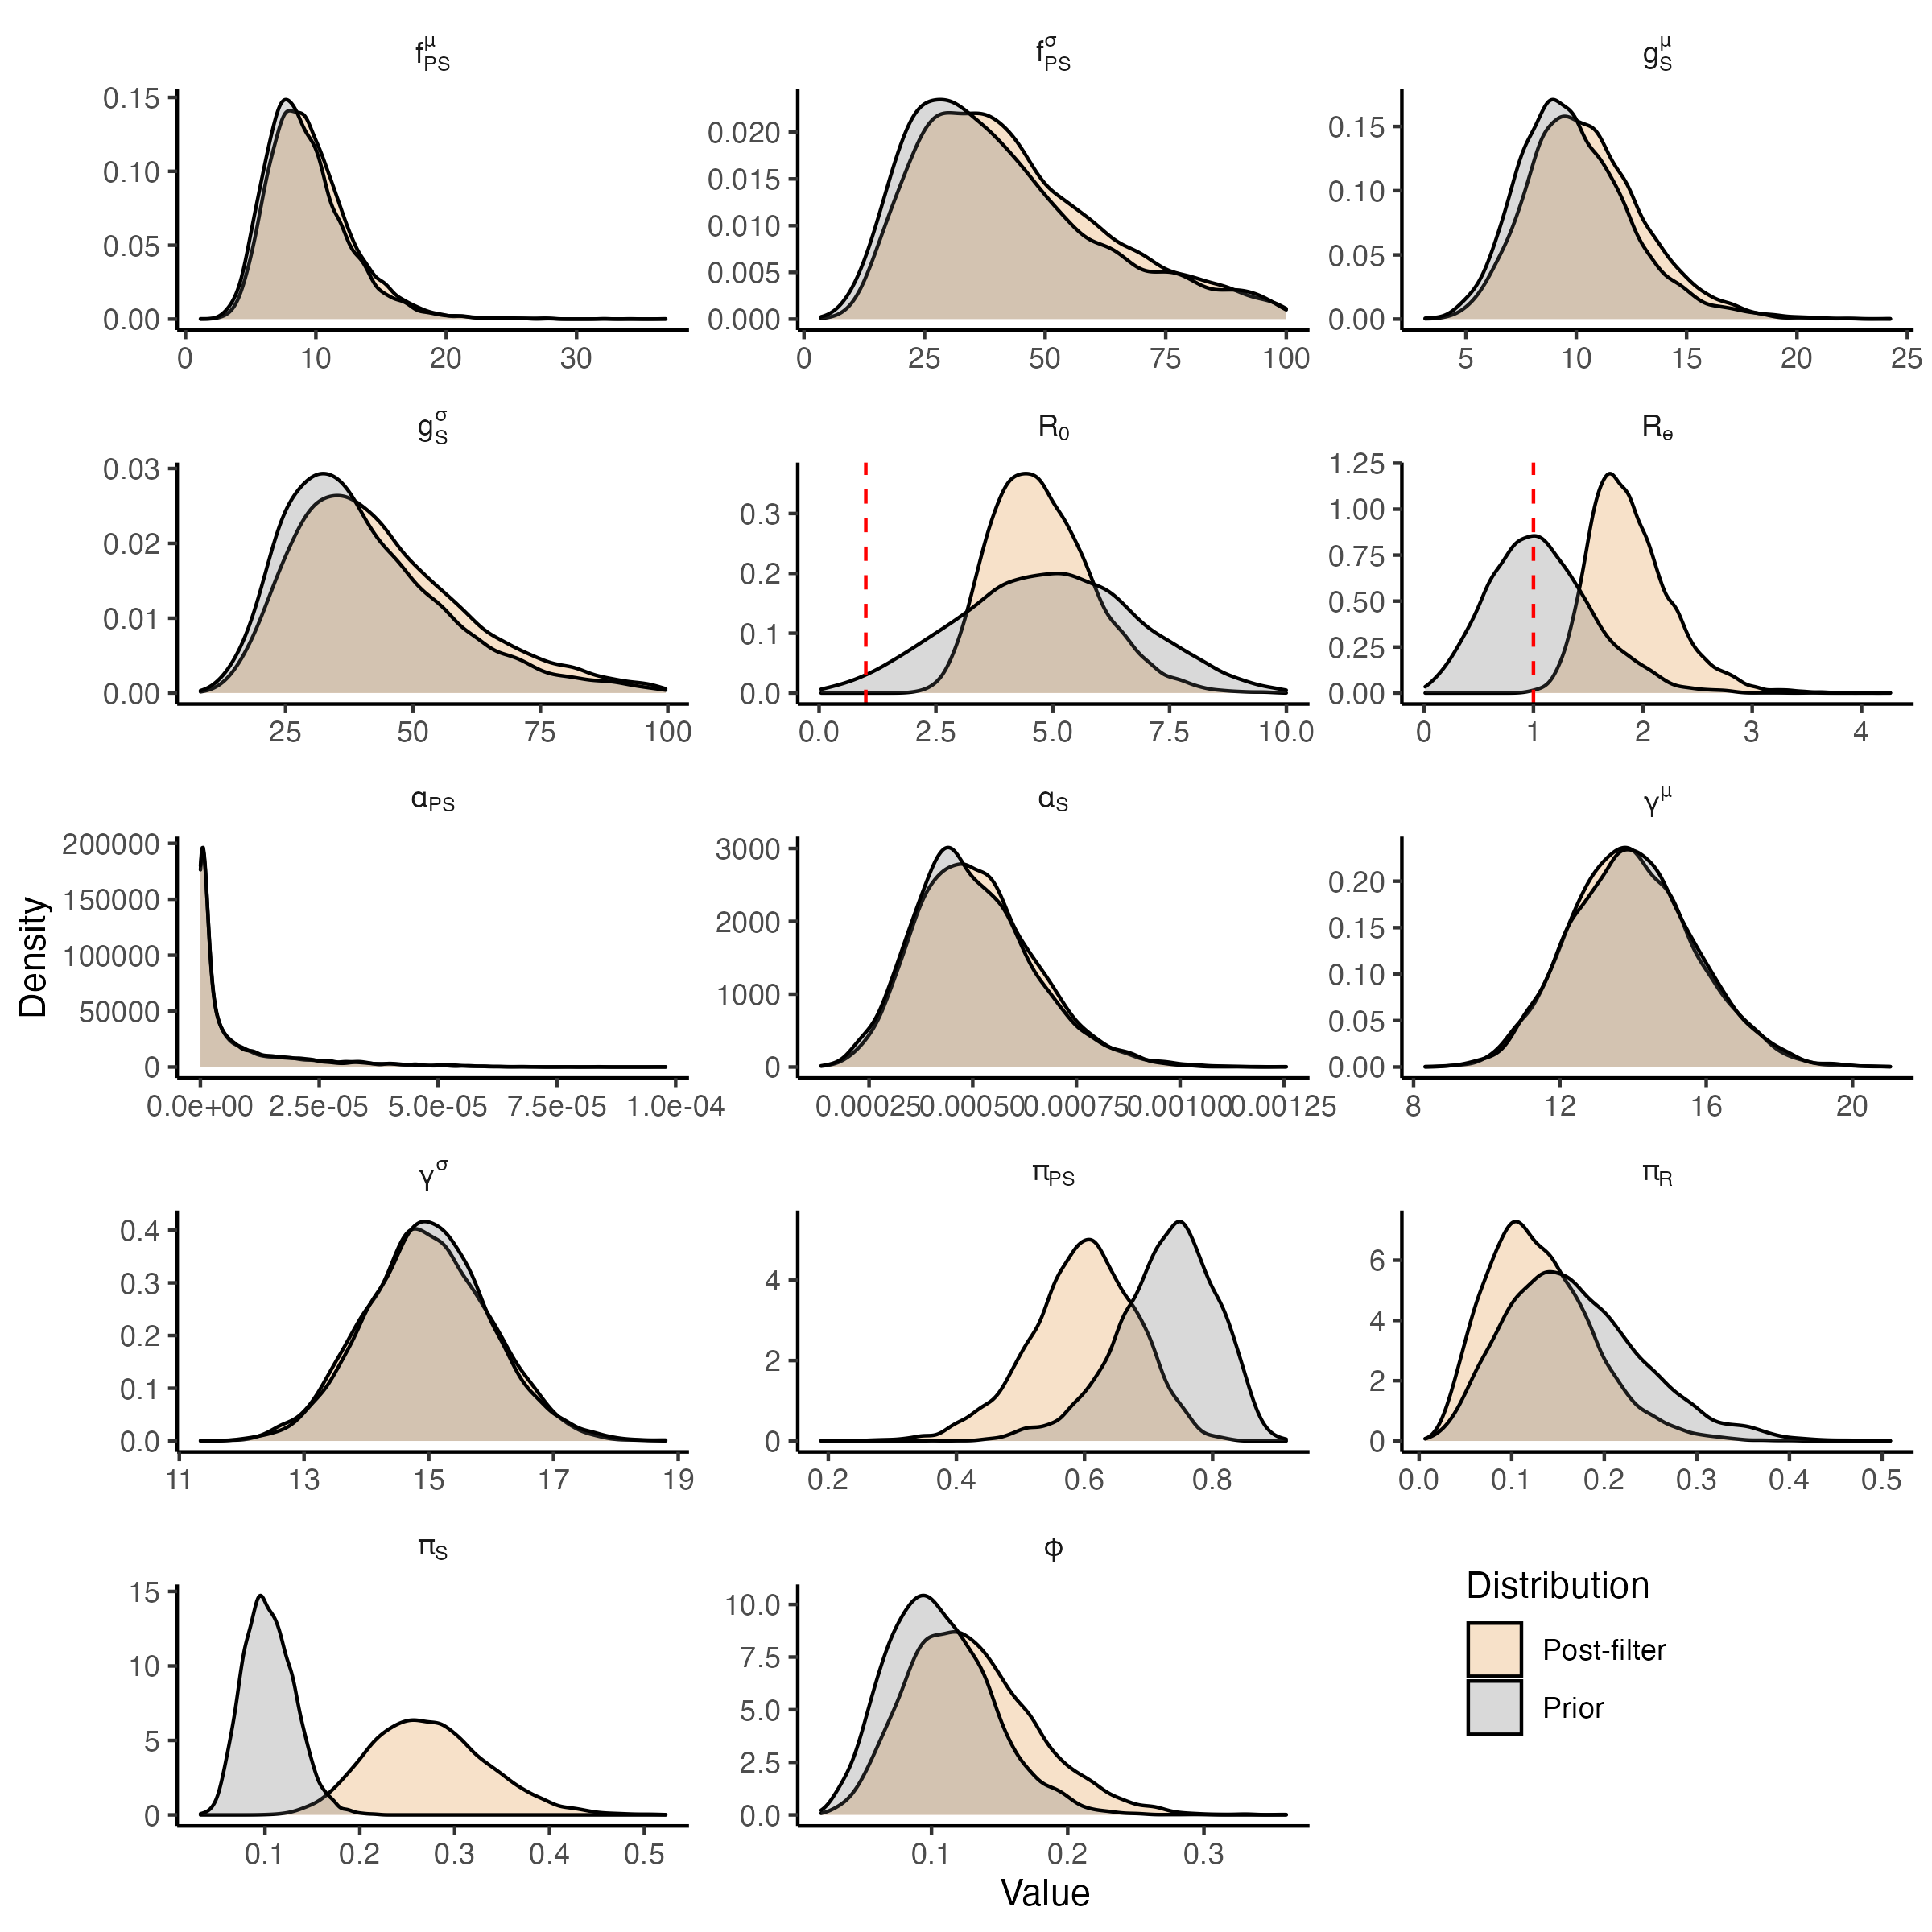 f_PS^μ
0.15
0.10
0.05
0.00
0 10 20 30
f_PS^σ
0.020
0.015
0.010
0.005
0.000
0 25 50 75 100
g_S^μ
0.15
0.10
0.05
0.00
5 10 15 20 25
g_S^σ
0.03
0.02
0.01
0.00
25 50 75 100
R_0
0.3
0.2
0.1
0.0
0.0 2.5 5.0 7.5 10.0
R_e
1.25
1.00
0.75
0.50
0.25
0.00
0 1 2 3 4
α_PS
200000
150000
100000
50000
0
0.0e+00 2.5e-05 5.0e-05 7.5e-05 1.0e-04
α_S
3000
2000
1000
0
0.00025 0.00050 0.00075 0.00100 0.00125
γ^μ
0.20
0.15
0.10
0.05
0.00
8 12 16 20
γ^σ
0.4
0.3
0.2
0.1
0.0
11 13 15 17 19
π_PS
4
2
0
0.2 0.4 0.6 0.8
π_R
6
4
2
0
0.0 0.1 0.2 0.3 0.4 0.5
π_S
15
10
5
0
0.1 0.2 0.3 0.4 0.5
ϕ
10.0
7.5
5.0
2.5
0.0
0.1 0.2 0.3
Density
Value
Distribution
Post-filter
Prior